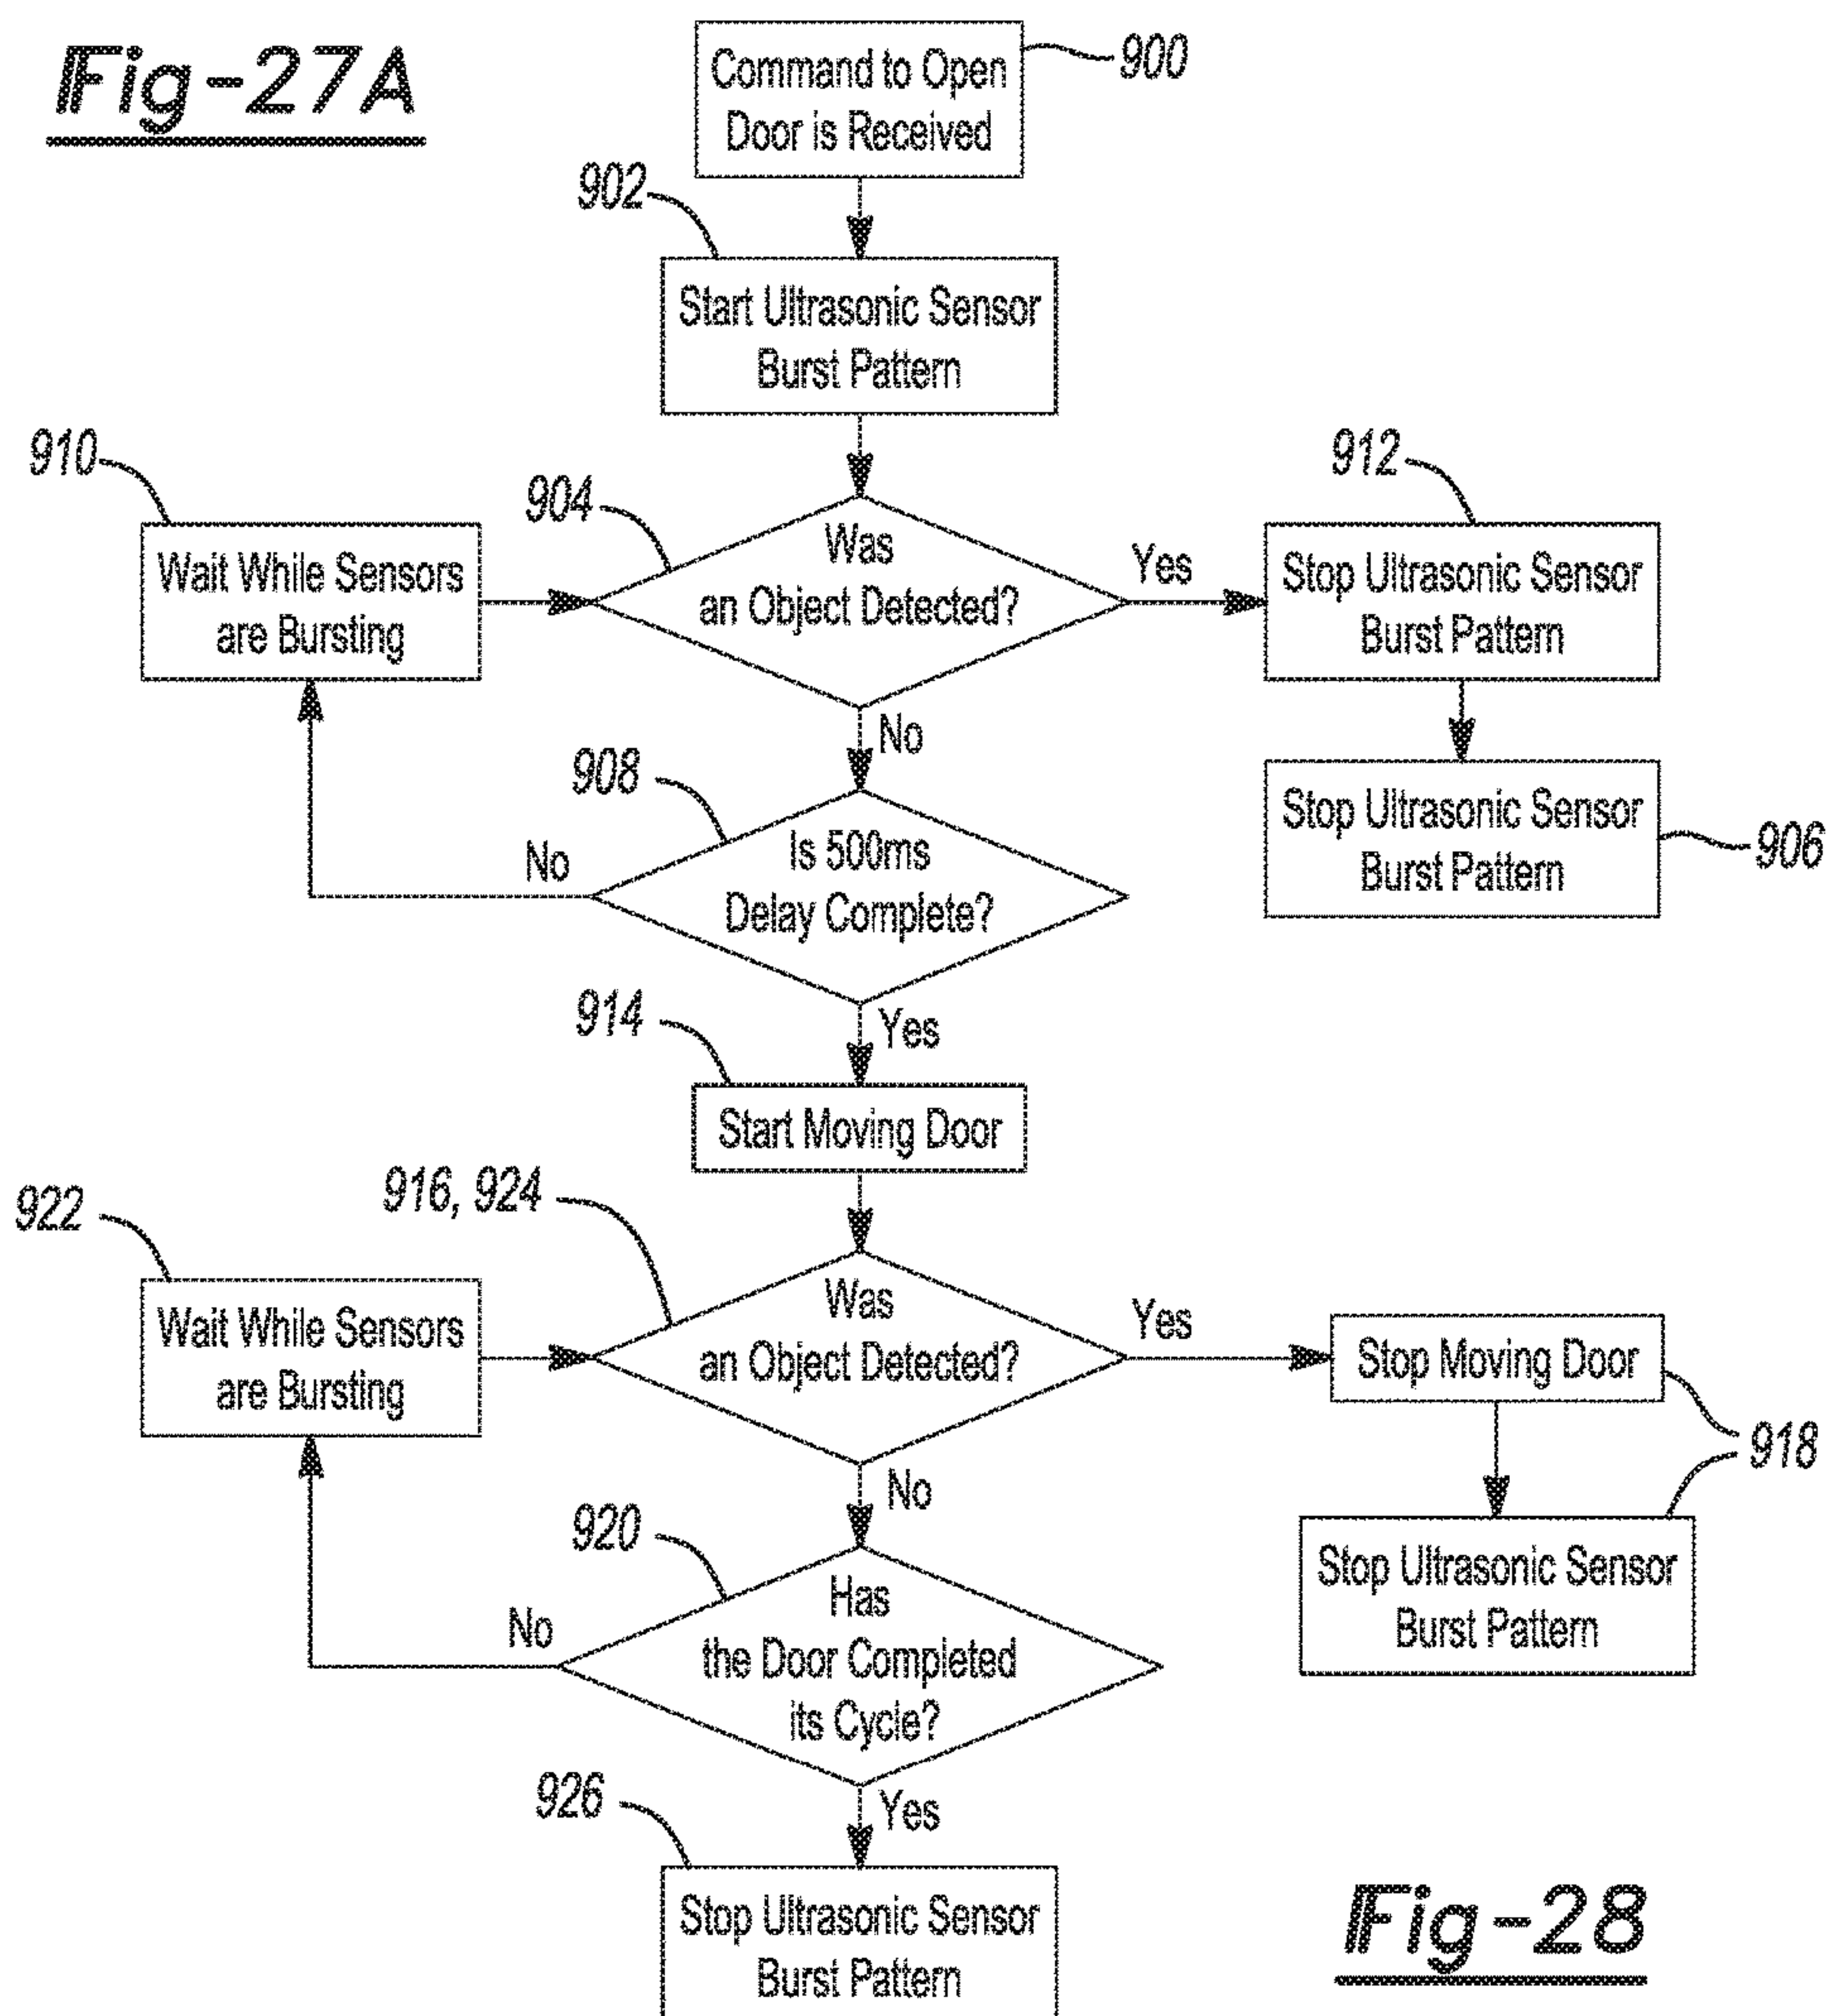 Fig-27A
Command to Open
Door is Received
900
902
Start Ultrasonic Sensor
Burst Pattern
910
Wait While Sensors
are Bursting
904
Was
an Object Detected?
Yes
912
Stop Ultrasonic Sensor
Burst Pattern
No
Stop Ultrasonic Sensor
Burst Pattern
906
908
Is 500ms
Delay Complete?
No
Yes
914
Start Moving Door
922
Wait While Sensors
are Bursting
916, 924
Was
an Object Detected?
Yes
Stop Moving Door
918
Stop Ultrasonic Sensor
Burst Pattern
No
920
Has
the Door Completed
its Cycle?
No
Yes
926
Stop Ultrasonic Sensor
Burst Pattern
Fig-28